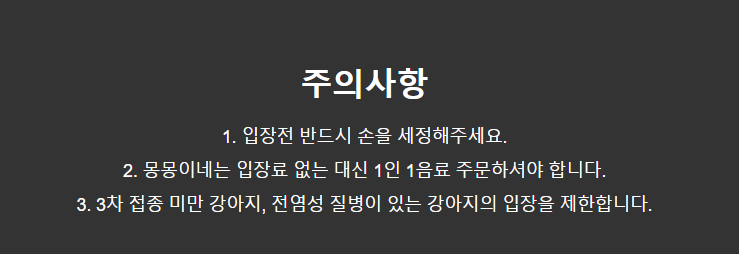 주의사항
1. 입장전 반드시 손을 세정해주세요.
2. 몽몽이네는 입장료 없는 대신 1인 1음료 주문하셔야 합니다.
3. 3차 접종 미만 강아지, 전염성 질병이 있는 강아지의 입장을 제한합니다.